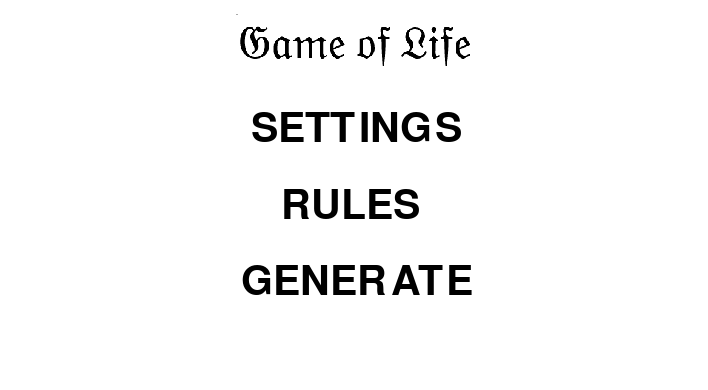 Game of Life
SETTINGS
RULES
GENERATE